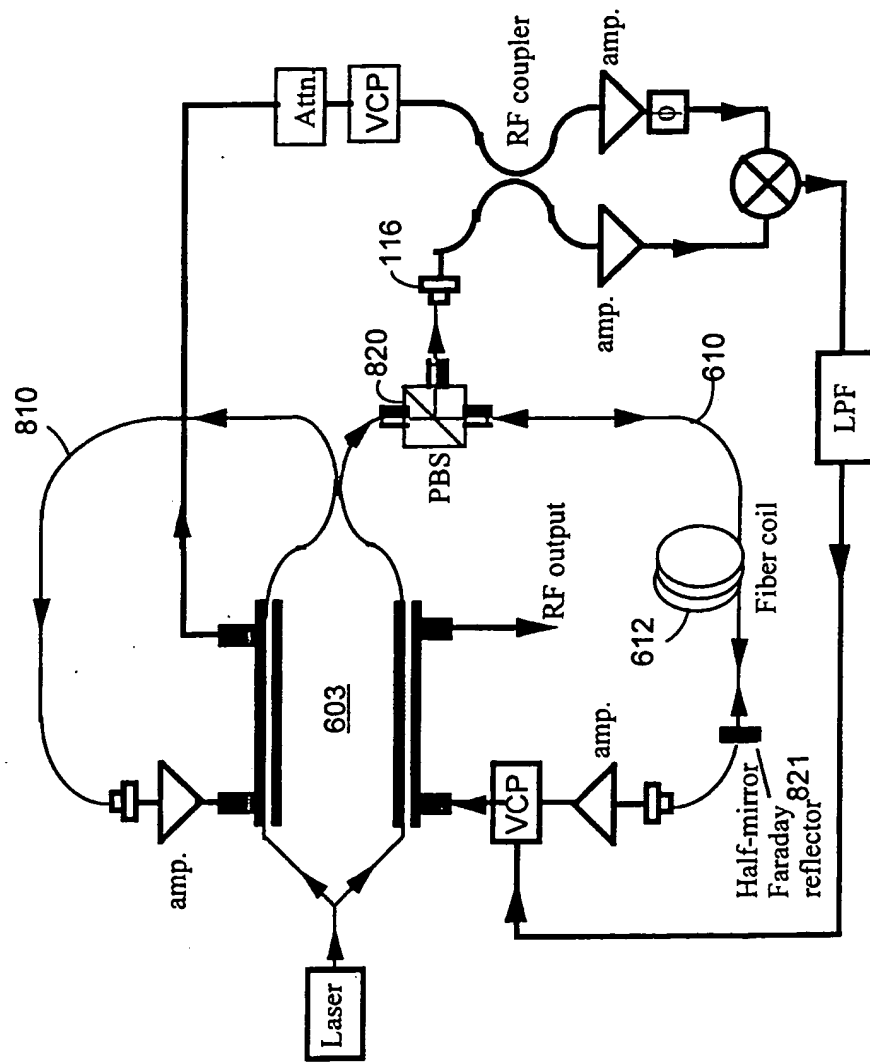 Attn.
VCP
RF coupler
amp.
ϕ
amp.
116
820
PBS
610
LPF
810
RF output
Fiber coil
612
603
amp.
VCP
amp.
Half-mirror
Faraday 821
reflector
Laser